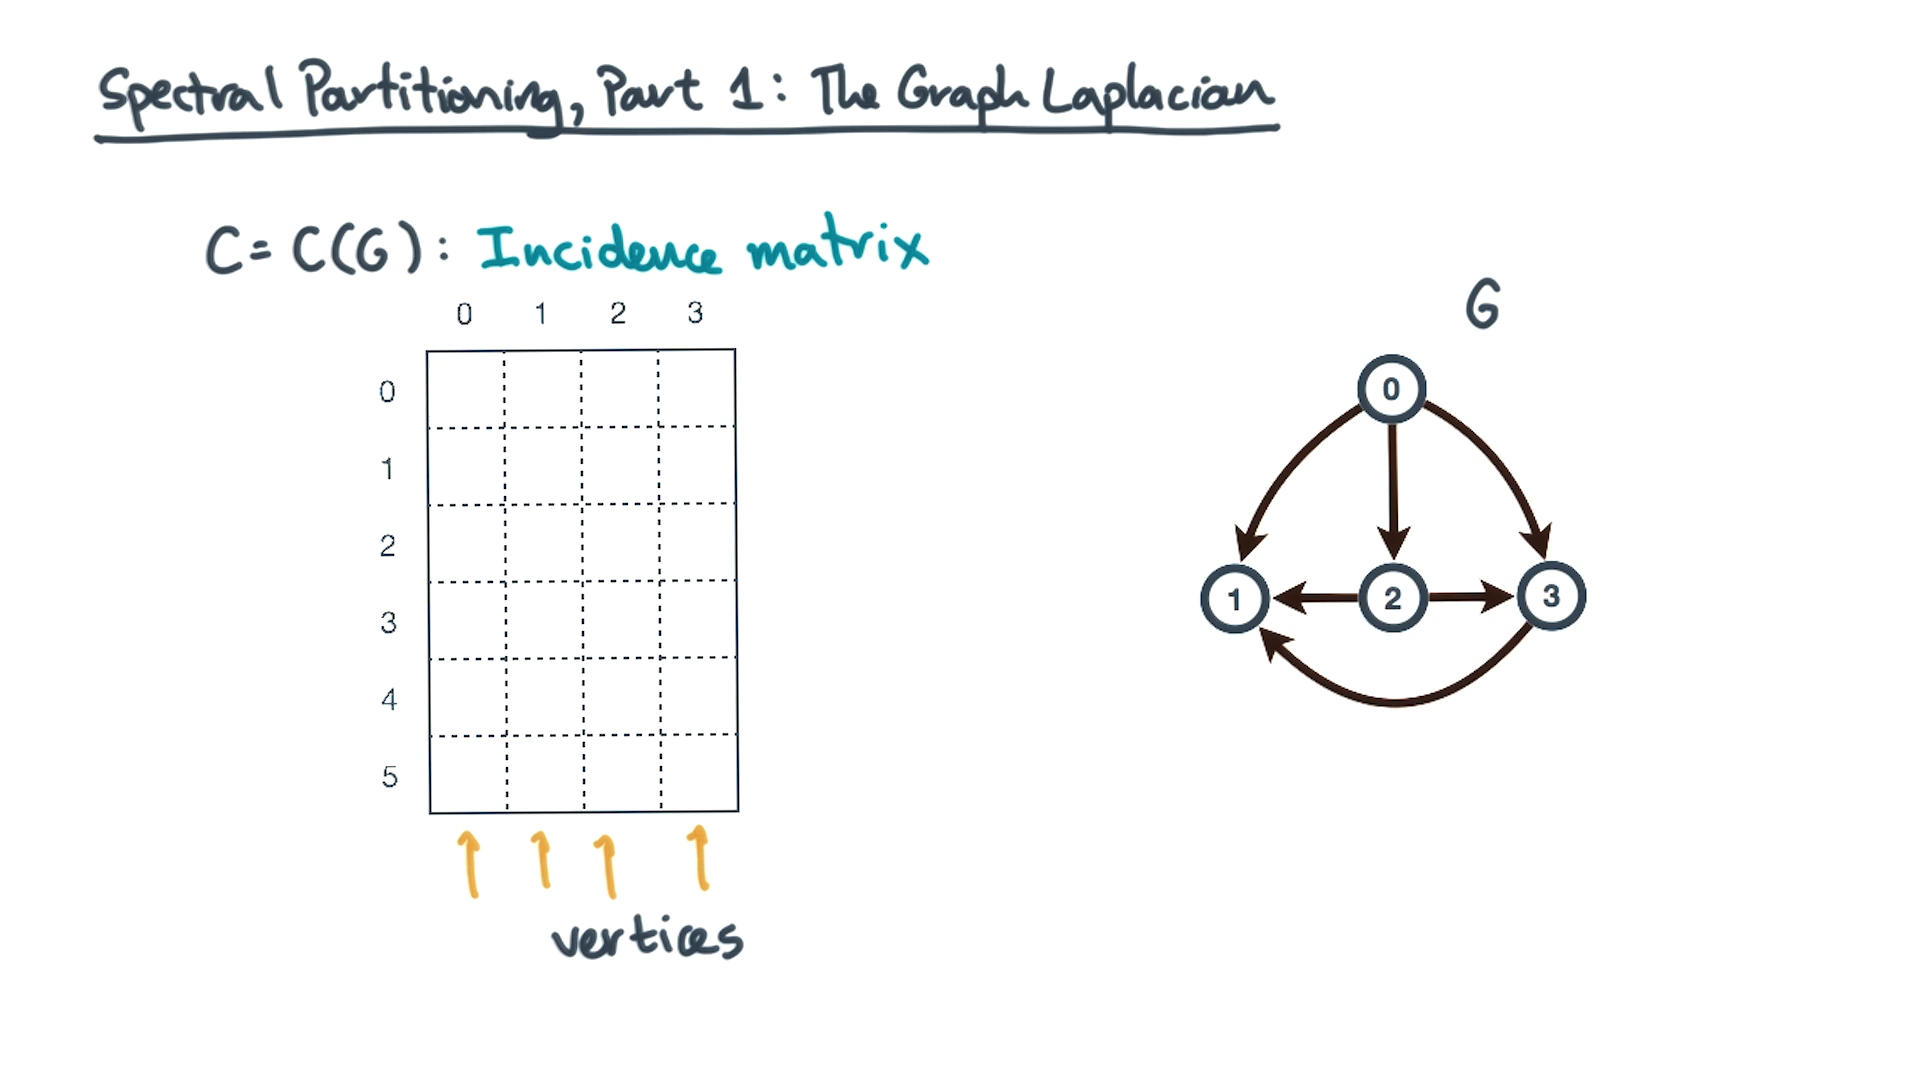 Spectral Partitioning, Part 1: The Graph Laplacian
C = C(G): Incidence matrix
0 1 2 3
0
1
2
3
4
5
vertices
G
0
1 2 3